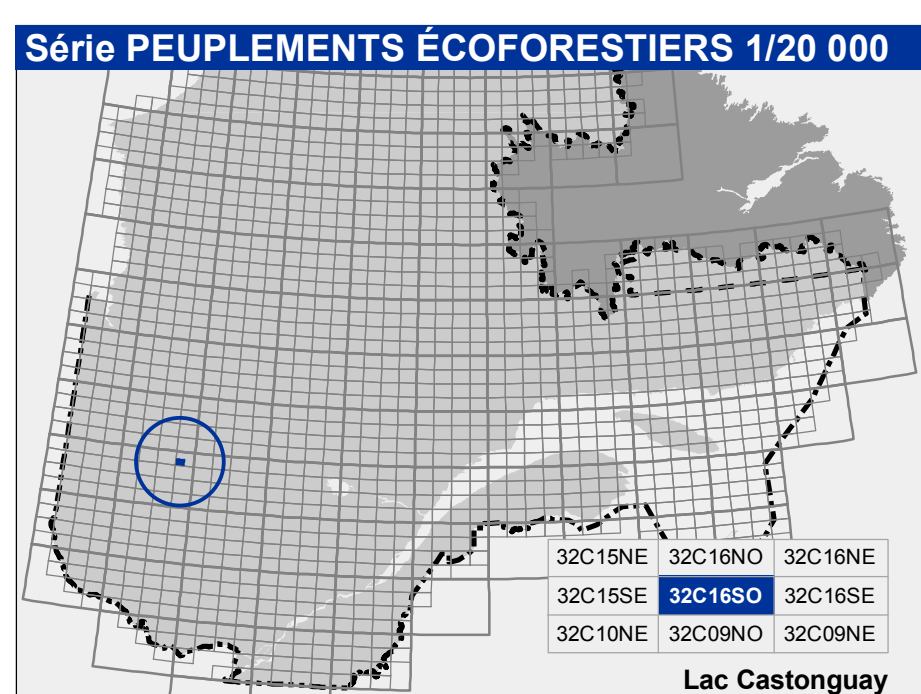 Série PEUPLEMENTS ÉCOFORESTIERS 1/20 000
32C15NE 32C16NO 32C16NE
32C15SE 32C16SO 32C16SE
32C10NE 32C09NO 32C09NE
Lac Castonguay